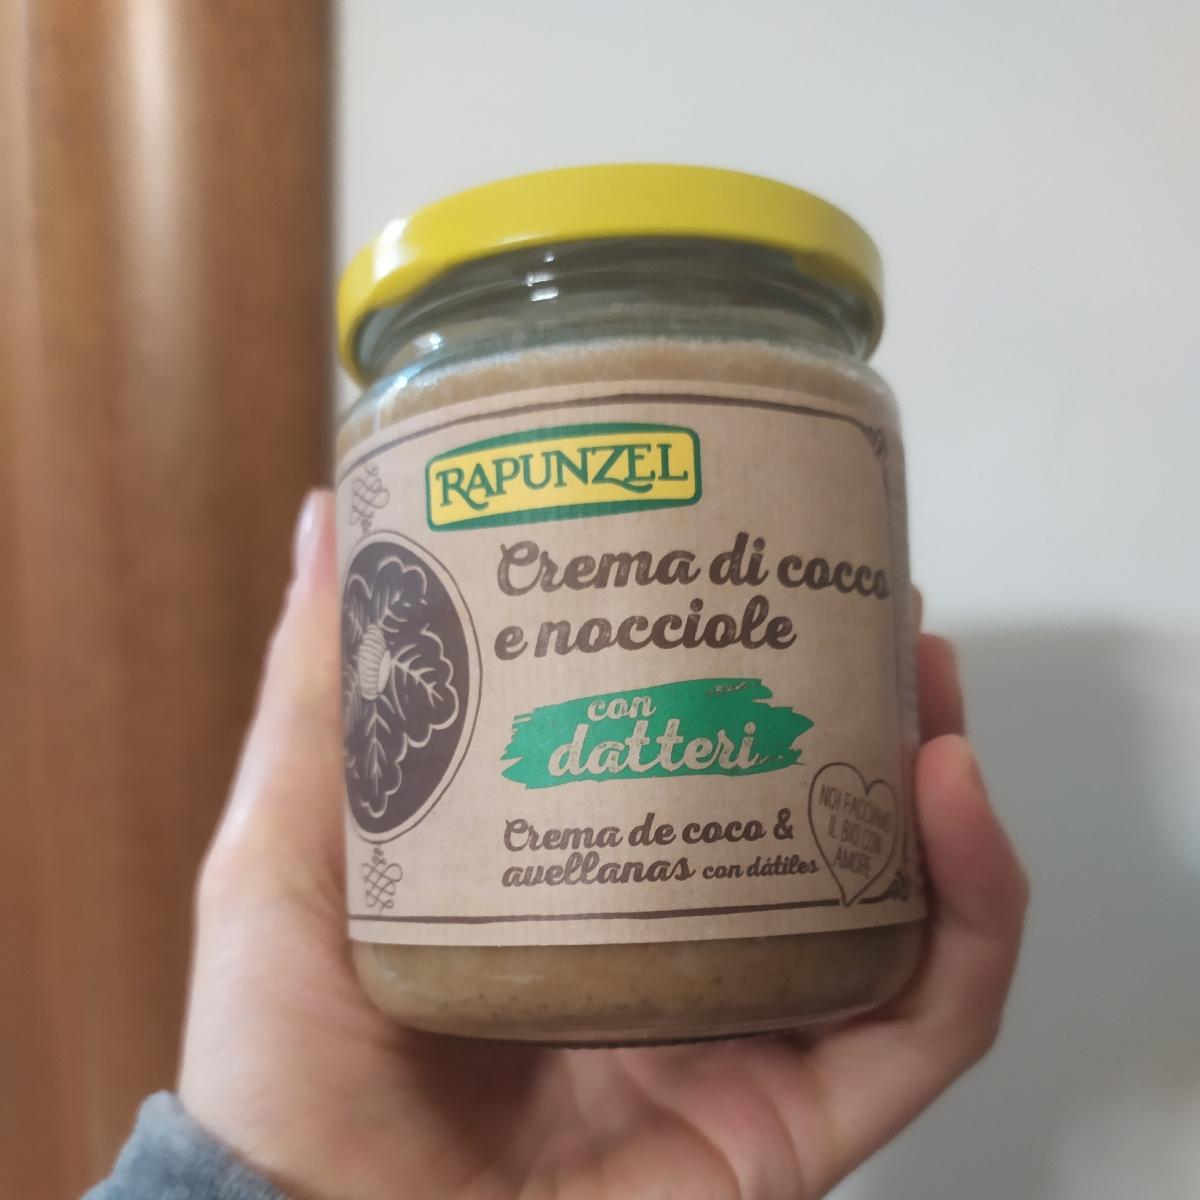 RAPUNZEL
Crema di cocco
e nocciole
con
datteri
Crema de coco &
avellanas con dátiles
NOI FACCIAMO
IL BIO CON
AMORE